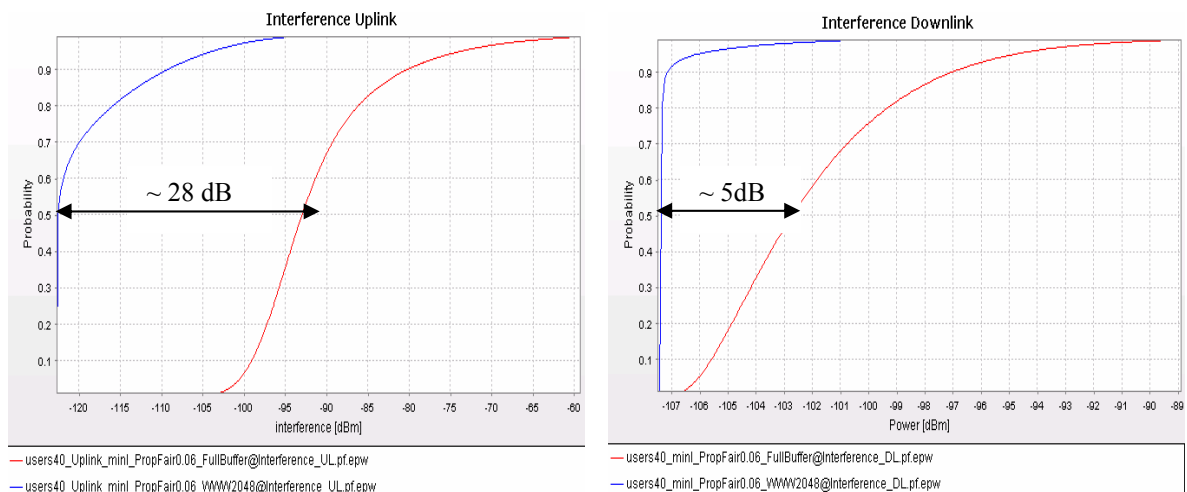 Interference Uplink
Probability
0.9
0.8
0.7
0.6
0.5
0.4
0.3
0.2
0.1
~ 28 dB
-120 -115 -110 -105 -100 -95 -90 -85 -80 -75 -70 -65 -60
interference [dBm]
users40_Uplink_minI_PropFair0.06_FullBuffer@Interference_UL.pf.epw
users40_Uplink_minI_PropFair0.06_WWW2048@Interference_UL.pf.epw
Interference Downlink
Probability
0.9
0.8
0.7
0.6
0.5
0.4
0.3
0.2
0.1
~ 5dB
-107 -106 -105 -104 -103 -102 -101 -100 -99 -98 -97 -96 -95 -94 -93 -92 -91 -90 -89
Power [dBm]
users40_minI_PropFair0.06_FullBuffer@Interference_DL.pf.epw
users40_minI_PropFair0.06_WWW2048@Interference_DL.pf.epw